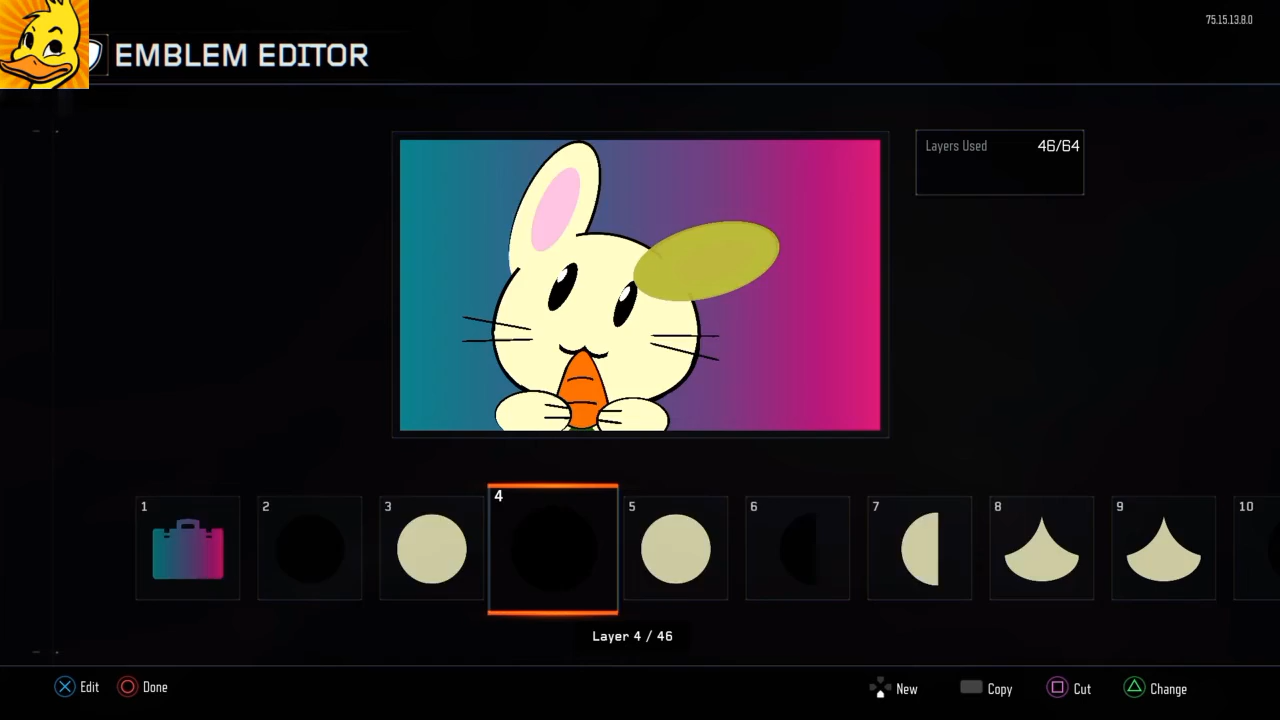 75.15.13.8.0
EMBLEM EDITOR
Layers Used 46/64
1 2 3 4 5 6 7 8 9 10
Layer 4 / 46
Edit Done New Copy Cut Change